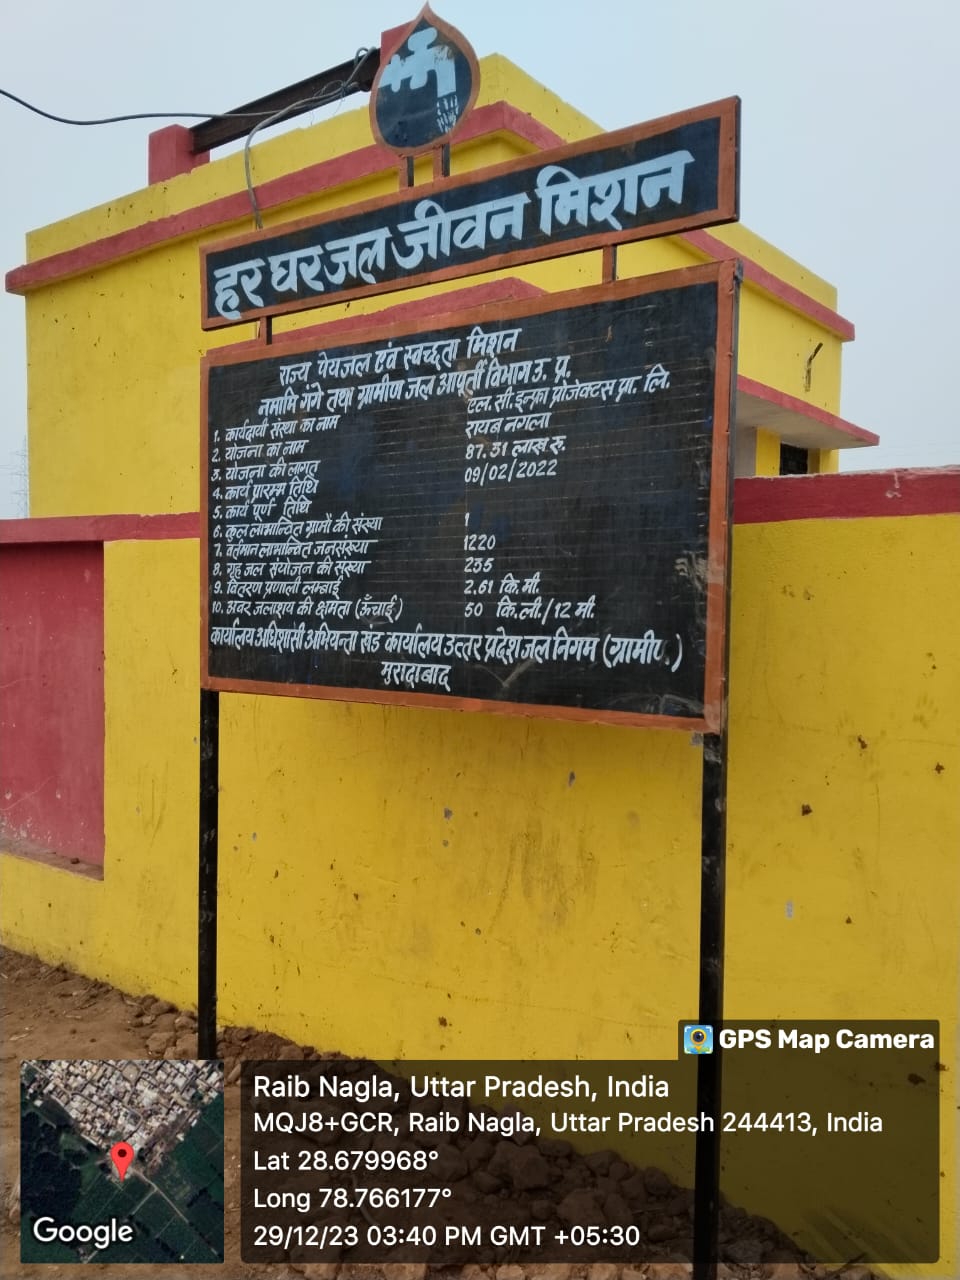 हर घर जल जीवन मिशन
राज्य पेयजल एवं स्वच्छता मिशन
नमामि गंगे तथा ग्रामीण जल आपूर्ती विभाग उ. प्र.
1. कार्यदायी संस्था का नाम एल. सी. इन्फ्रा प्रोजेक्टस प्रा. लि.
2. योजना का नाम रायब नगला
3. योजना की लागत 87.31 लाख रु.
4. कार्य प्रारम्भ तिथि 09/02/2022
5. कार्य पूर्ण तिथि
6. कुल लाभान्वित ग्रामों की संख्या 1
7. वर्तमान लाभान्वित जनसंख्या 1220
8. गृह जल संयोजन की संख्या 235
9. वितरण प्रणाली लम्बाई 2.61 कि. मी.
10. अवर जलाशय की क्षमता (ऊँचाई) 50 कि. ली./12 मी.
कार्यालय अधिशासी अभियन्ता खंड कार्यालय उत्तर प्रदेश जल निगम (ग्रामीण)
मुरादाबाद
GPS Map Camera
Raib Nagla, Uttar Pradesh, India
MQJ8+GCR, Raib Nagla, Uttar Pradesh 244413, India
Lat 28.679968°
Long 78.766177°
29/12/23 03:40 PM GMT +05:30
Google